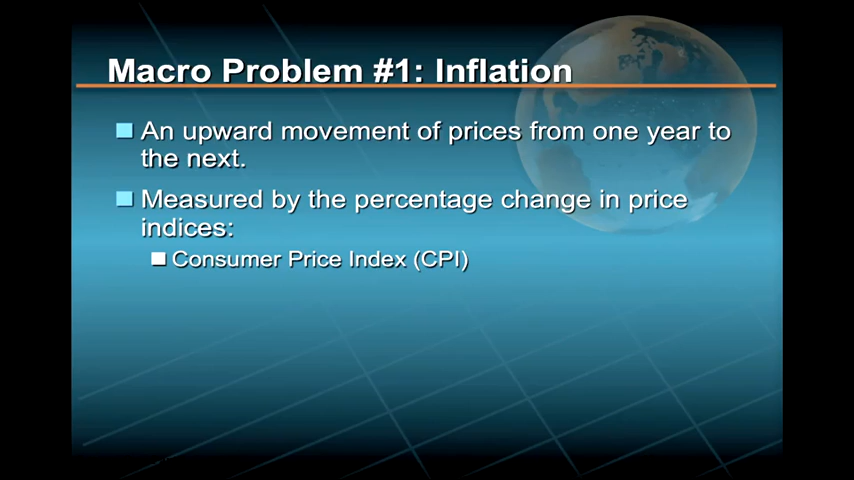 Macro Problem #1: Inflation
An upward movement of prices from one year to
the next.
Measured by the percentage change in price
indices:
Consumer Price Index (CPI)